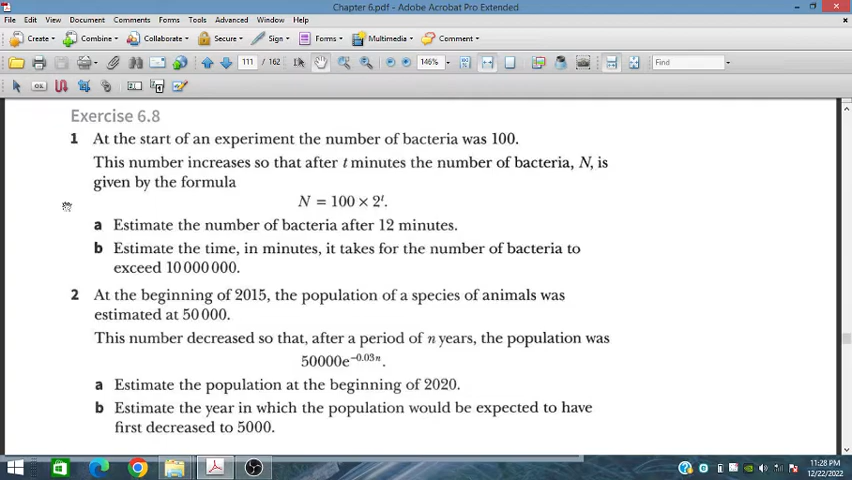 Chapter 6.pdf - Adobe Acrobat Pro Extended
File Edit View Document Comments Forms Tools Advanced Window Help
Create Combine Collaborate Secure Sign Forms Multimedia Comment
111 / 162 146% Find
Exercise 6.8
1 At the start of an experiment the number of bacteria was 100.
This number increases so that after t minutes the number of bacteria, N, is
given by the formula
N = 100 × 2ᵗ.
a Estimate the number of bacteria after 12 minutes.
b Estimate the time, in minutes, it takes for the number of bacteria to
exceed 10 000 000.
2 At the beginning of 2015, the population of a species of animals was
estimated at 50 000.
This number decreased so that, after a period of n years, the population was
50000e⁻⁰·⁰³ⁿ.
a Estimate the population at the beginning of 2020.
b Estimate the year in which the population would be expected to have
first decreased to 5000.
11:28 PM
12/22/2022